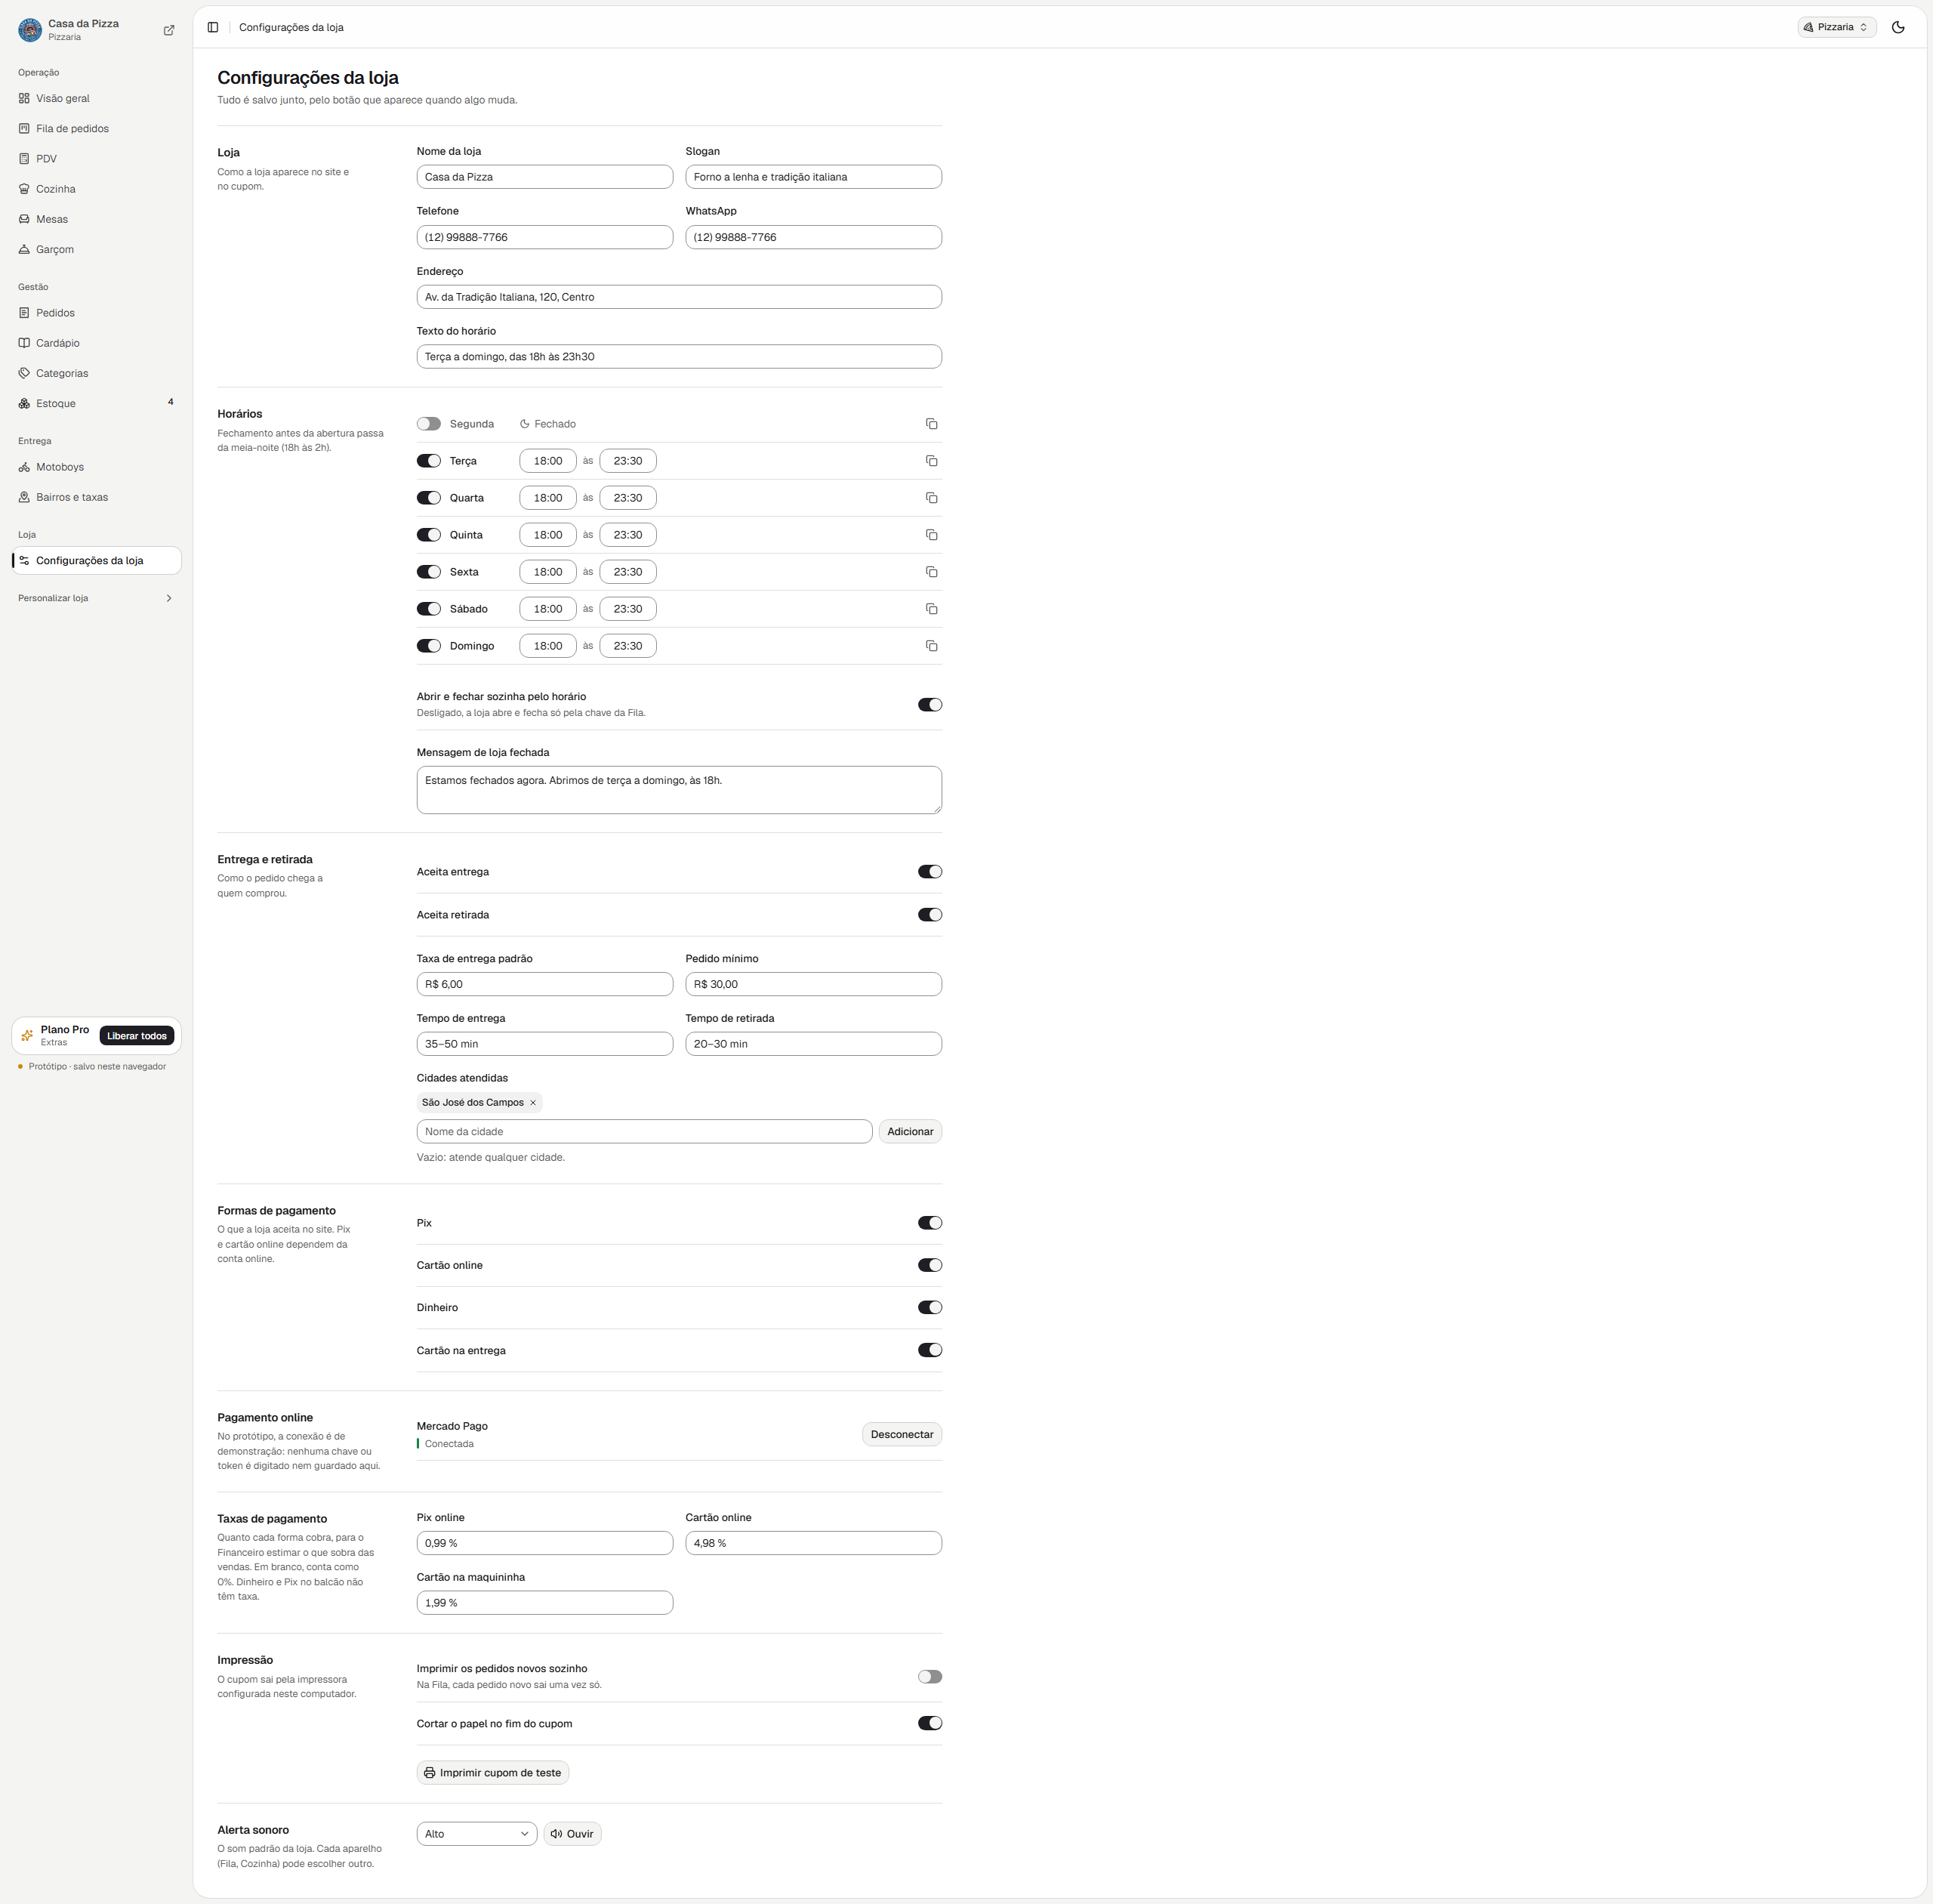 Casa da Pizza
Pizzaria
Operação
Visão geral
Fila de pedidos
PDV
Cozinha
Mesas
Garçom
Gestão
Pedidos
Cardápio
Categorias
Estoque 4
Entrega
Motoboys
Bairros e taxas
Loja
Configurações da loja
Personalizar loja
Plano Pro
Extras
Liberar todos
Protótipo · salvo neste navegador
Configurações da loja
Pizzaria
Configurações da loja
Tudo é salvo junto, pelo botão que aparece quando algo muda.
Loja
Como a loja aparece no site e
no cupom.
Nome da loja
Casa da Pizza
Slogan
Forno a lenha e tradição italiana
Telefone
(12) 99888-7766
WhatsApp
(12) 99888-7766
Endereço
Av. da Tradição Italiana, 120, Centro
Texto do horário
Terça a domingo, das 18h às 23h30
Horários
Fechamento antes da abertura passa
da meia-noite (18h às 2h).
Segunda Fechado
Terça 18:00 às 23:30
Quarta 18:00 às 23:30
Quinta 18:00 às 23:30
Sexta 18:00 às 23:30
Sábado 18:00 às 23:30
Domingo 18:00 às 23:30
Abrir e fechar sozinha pelo horário
Desligado, a loja abre e fecha só pela chave da Fila.
Mensagem de loja fechada
Estamos fechados agora. Abrimos de terça a domingo, às 18h.
Entrega e retirada
Como o pedido chega a
quem comprou.
Aceita entrega
Aceita retirada
Taxa de entrega padrão
R$ 6,00
Pedido mínimo
R$ 30,00
Tempo de entrega
35–50 min
Tempo de retirada
20–30 min
Cidades atendidas
São José dos Campos ×
Nome da cidade
Adicionar
Vazio: atende qualquer cidade.
Formas de pagamento
O que a loja aceita no site. Pix
e cartão online dependem da
conta online.
Pix
Cartão online
Dinheiro
Cartão na entrega
Pagamento online
No protótipo, a conexão é de
demonstração: nenhuma chave ou
token é digitado nem guardado aqui.
Mercado Pago
Conectada
Desconectar
Taxas de pagamento
Quanto cada forma cobra, para o
Financeiro estimar o que sobra das
vendas. Em branco, conta como
0%. Dinheiro e Pix no balcão não
têm taxa.
Pix online
0,99 %
Cartão online
4,98 %
Cartão na maquininha
1,99 %
Impressão
O cupom sai pela impressora
configurada neste computador.
Imprimir os pedidos novos sozinho
Na Fila, cada pedido novo sai uma vez só.
Cortar o papel no fim do cupom
Imprimir cupom de teste
Alerta sonoro
O som padrão da loja. Cada aparelho
(Fila, Cozinha) pode escolher outro.
Alto
Ouvir